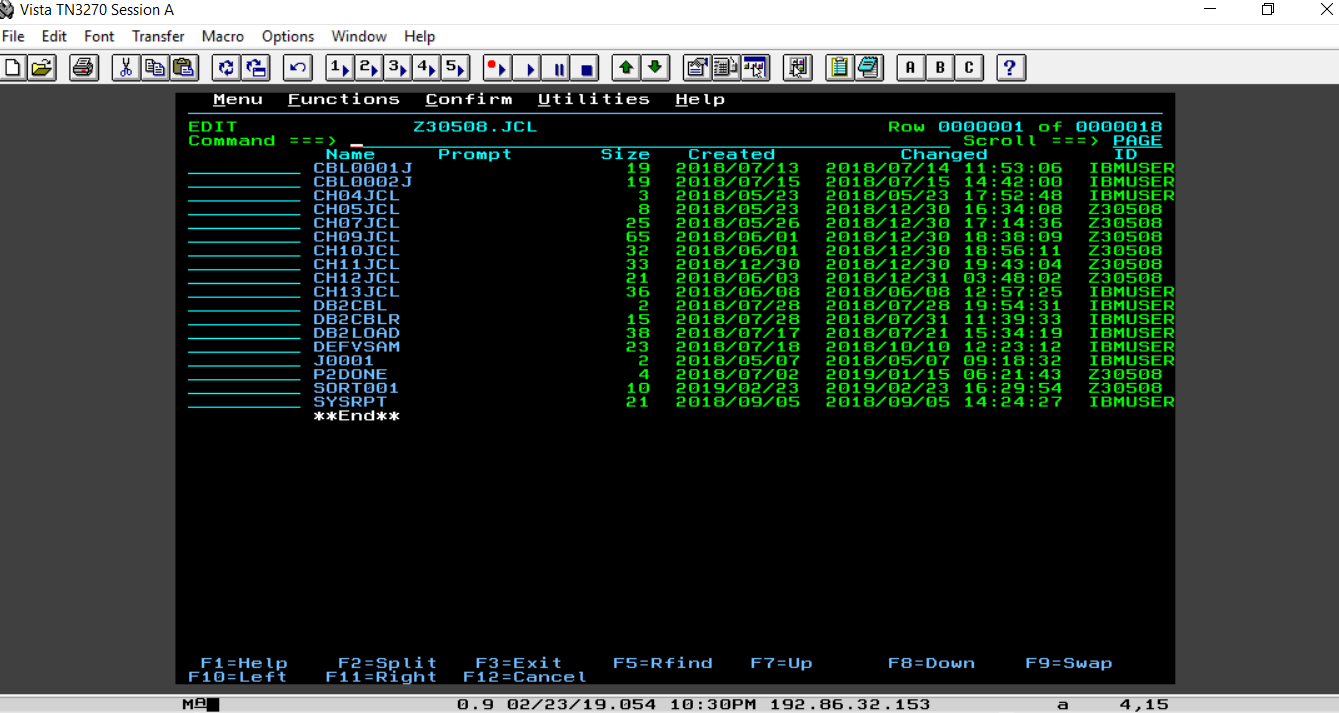 Vista TN3270 Session A
File Edit Font Transfer Macro Options Window Help
1 2 3 4 5 A B C ?
Menu Functions Confirm Utilities Help
EDIT Z30508.JCL Row 0000001 of 0000018
Command ===> Scroll ===> PAGE
Name Prompt Size Created Changed ID
CBL0001J 19 2018/07/13 2018/07/14 11:53:06 IBMUSER
CBL0002J 19 2018/07/15 2018/07/15 14:42:00 IBMUSER
CH04JCL 3 2018/05/23 2018/05/23 17:52:48 IBMUSER
CH05JCL 8 2018/05/23 2018/12/30 16:34:08 Z30508
CH07JCL 25 2018/05/26 2018/12/30 17:14:36 Z30508
CH09JCL 65 2018/06/01 2018/12/30 18:38:09 Z30508
CH10JCL 32 2018/06/01 2018/12/30 18:56:11 Z30508
CH11JCL 33 2018/12/30 2018/12/30 19:43:04 Z30508
CH12JCL 21 2018/06/03 2018/12/31 03:48:02 Z30508
CH13JCL 36 2018/06/08 2018/06/08 12:57:25 IBMUSER
DB2CBL 2 2018/07/28 2018/07/28 19:54:31 IBMUSER
DB2CBLR 15 2018/07/28 2018/07/31 11:39:33 IBMUSER
DB2LOAD 38 2018/07/17 2018/07/21 15:34:19 IBMUSER
DEFVSAM 23 2018/07/18 2018/10/10 12:23:12 IBMUSER
J0001 2 2018/05/07 2018/05/07 09:18:32 IBMUSER
P2DONE 4 2018/07/02 2019/01/15 06:21:43 Z30508
SORT001 10 2019/02/23 2019/02/23 16:29:54 Z30508
SYSRPT 21 2018/09/05 2018/09/05 14:24:27 IBMUSER
**End**
F1=Help F2=Split F3=Exit F5=Rfind F7=Up F8=Down F9=Swap
F10=Left F11=Right F12=Cancel
MA 0.9 02/23/19.054 10:30PM 192.86.32.153 a 4,15